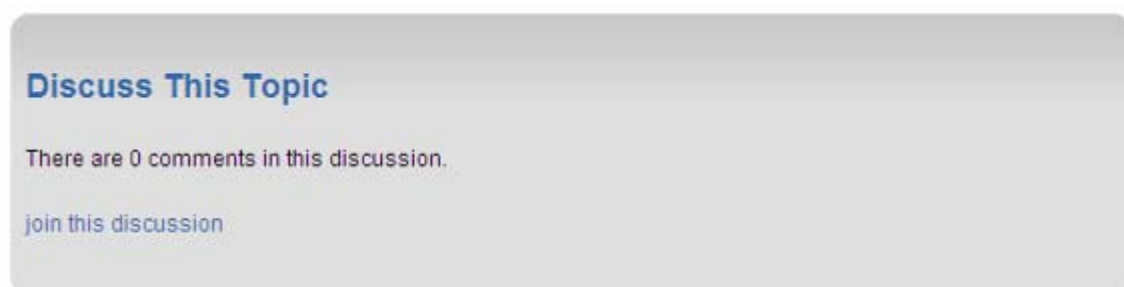 Discuss This Topic
There are 0 comments in this discussion.
join this discussion